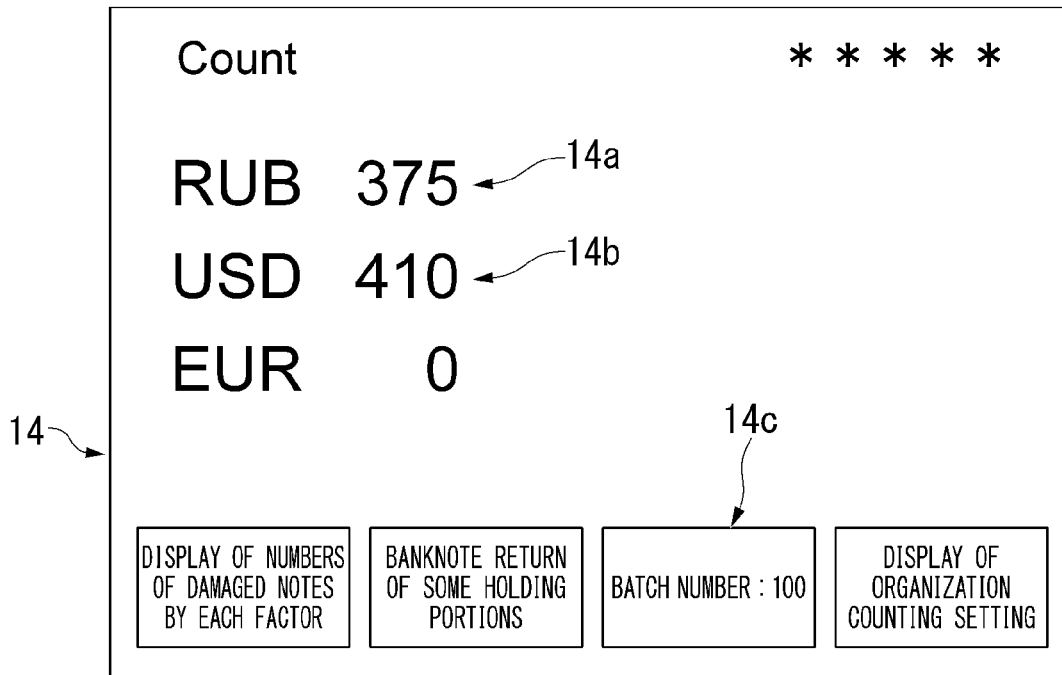 Count * * * * *
RUB 375 14a
USD 410 14b
EUR 0
14
14c
DISPLAY OF NUMBERS
OF DAMAGED NOTES
BY EACH FACTOR
BANKNOTE RETURN
OF SOME HOLDING
PORTIONS
BATCH NUMBER : 100
DISPLAY OF
ORGANIZATION
COUNTING SETTING